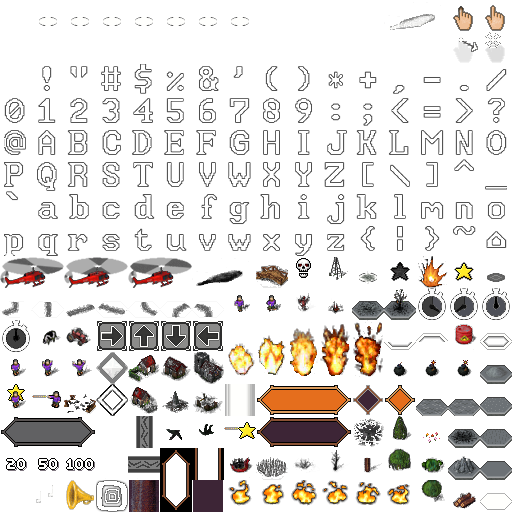 ! " # $ % & ' ( ) * + , - . /
0 1 2 3 4 5 6 7 8 9 : ; < = > ?
@ A B C D E F G H I J K L M N O
P Q R S T U V W X Y Z [ \ ] ^ _
` a b c d e f g h i j k l m n o
p q r s t u v w x y z { ¦ } ~ ⌂
20 50 100